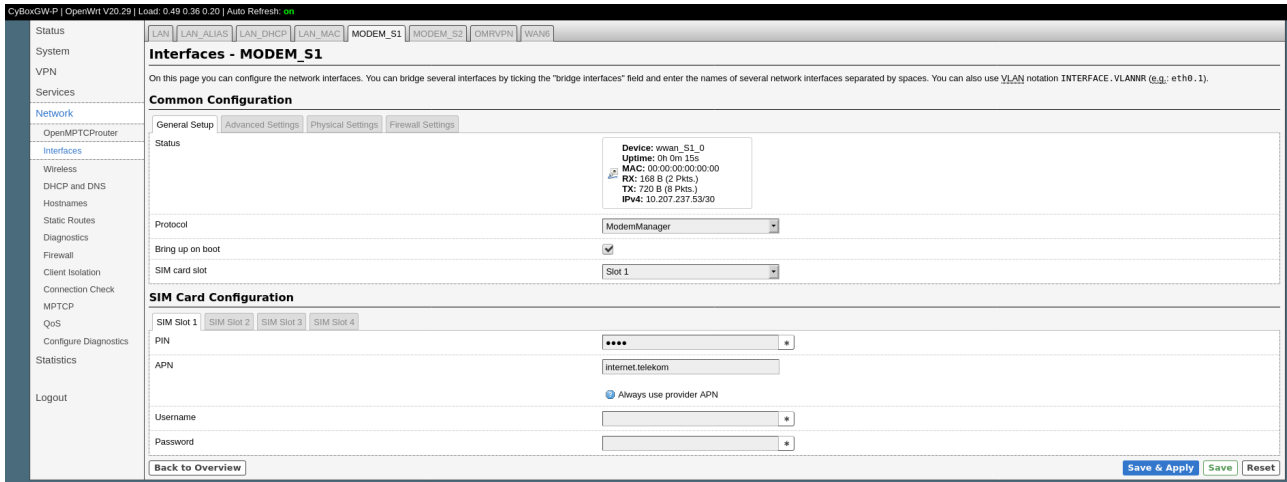 CyBoxGW-P | OpenWrt V20.29 | Load: 0.49 0.36 0.20 | Auto Refresh: on
Status
System
VPN
Services
Network
OpenMPTCProuter
Interfaces
Wireless
DHCP and DNS
Hostnames
Static Routes
Diagnostics
Firewall
Client Isolation
Connection Check
MPTCP
QoS
Configure Diagnostics
Statistics
Logout
LAN LAN_ALIAS LAN_DHCP LAN_MAC MODEM_S1 MODEM_S2 OMRVPN WAN6
Interfaces - MODEM_S1
On this page you can configure the network interfaces. You can bridge several interfaces by ticking the "bridge interfaces" field and enter the names of several network interfaces separated by spaces. You can also use VLAN notation INTERFACE.VLANNR (e.g.: eth0.1).
Common Configuration
General Setup Advanced Settings Physical Settings Firewall Settings
Status
Device: wwan_S1_0
Uptime: 0h 0m 15s
MAC: 00:00:00:00:00:00
RX: 168 B (2 Pkts.)
TX: 720 B (8 Pkts.)
IPv4: 10.207.237.53/30
Protocol ModemManager
Bring up on boot
SIM card slot Slot 1
SIM Card Configuration
SIM Slot 1 SIM Slot 2 SIM Slot 3 SIM Slot 4
PIN •••• *
APN internet.telekom
Always use provider APN
Username *
Password *
Back to Overview Save & Apply Save Reset